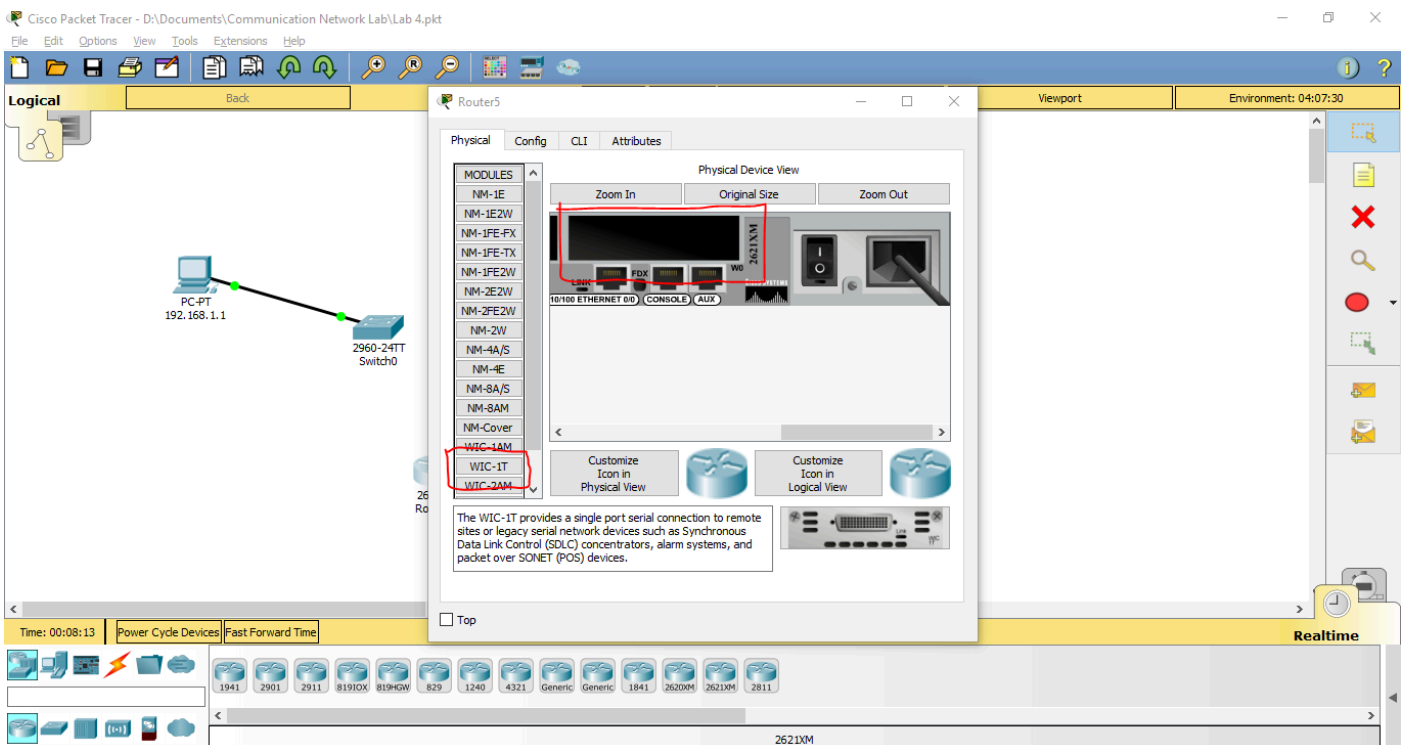 Cisco Packet Tracer - D:\Documents\Communication Network Lab\Lab 4.pkt
File Edit Options View Tools Extensions Help
Logical
Back
Viewport
Environment: 04:07:30
Router5
Physical Config CLI Attributes
MODULES
NM-1E
NM-1E2W
NM-1FE-FX
NM-1FE-TX
NM-1FE2W
NM-2E2W
NM-2FE2W
NM-2W
NM-4A/S
NM-4E
NM-8A/S
NM-8AM
NM-Cover
WIC-1AM
WIC-1T
WIC-2AM
Physical Device View
Zoom In Original Size Zoom Out
2621XM
W0
LINK FDX
10/100 ETHERNET 0/0 CONSOLE AUX
Customize
Icon in
Physical View
Customize
Icon in
Logical View
The WIC-1T provides a single port serial connection to remote
sites or legacy serial network devices such as Synchronous
Data Link Control (SDLC) concentrators, alarm systems, and
packet over SONET (POS) devices.
Top
PC-PT
192.168.1.1
2960-24TT
Switch0
26
Ro
Time: 00:08:13 Power Cycle Devices Fast Forward Time
Realtime
1941 2901 2911 819IOX 819HGW 829 1240 4321 Generic Generic 1841 2620XM 2621XM 2811
2621XM